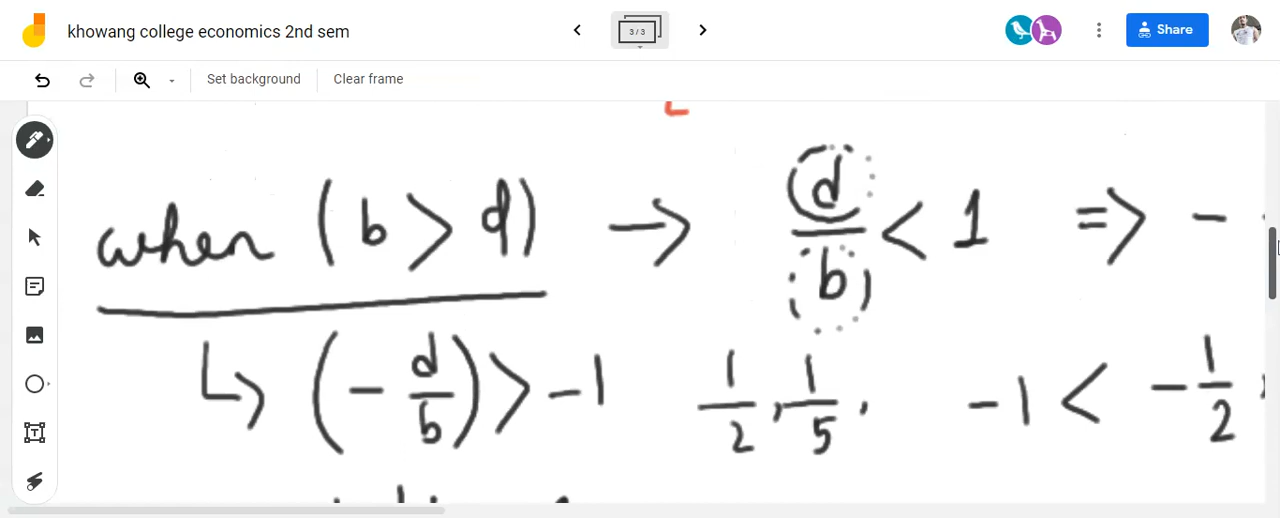 khowang college economics 2nd sem
3 / 3
Share
Set background
Clear frame
when (b > d) → d/b < 1 ⇒ -
↳ (- d/b) > -1 1/2, 1/5, -1 < - 1/2